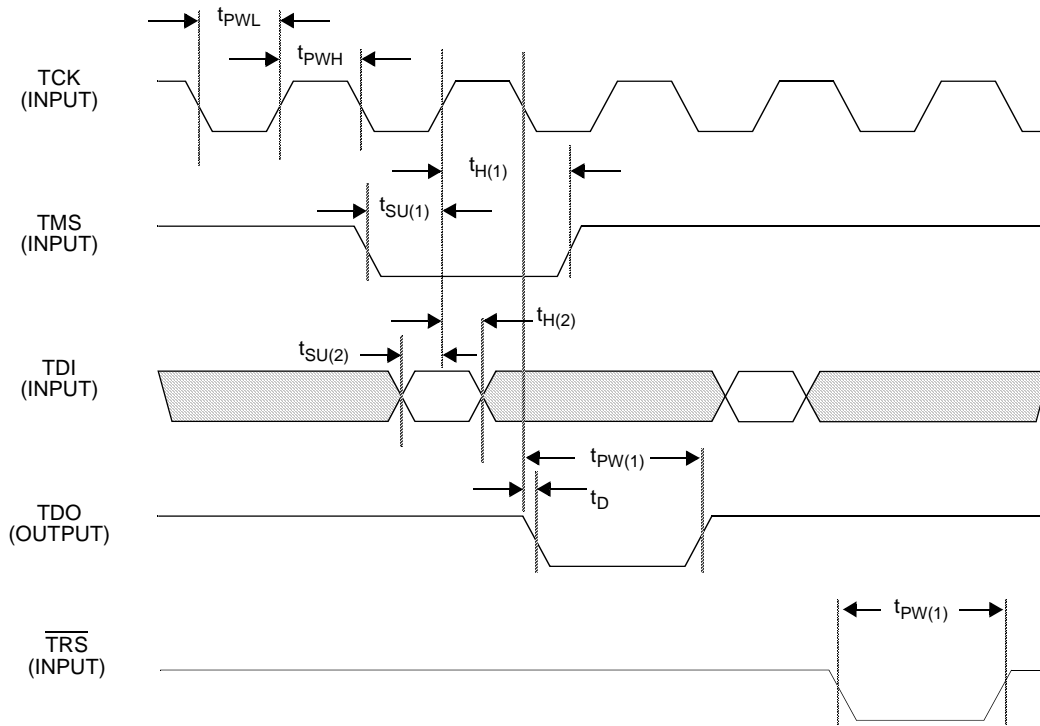 tPWL
tPWH
TCK
(INPUT)
tH(1)
tSU(1)
TMS
(INPUT)
tH(2)
tSU(2)
TDI
(INPUT)
tPW(1)
tD
TDO
(OUTPUT)
tPW(1)
TRS
(INPUT)